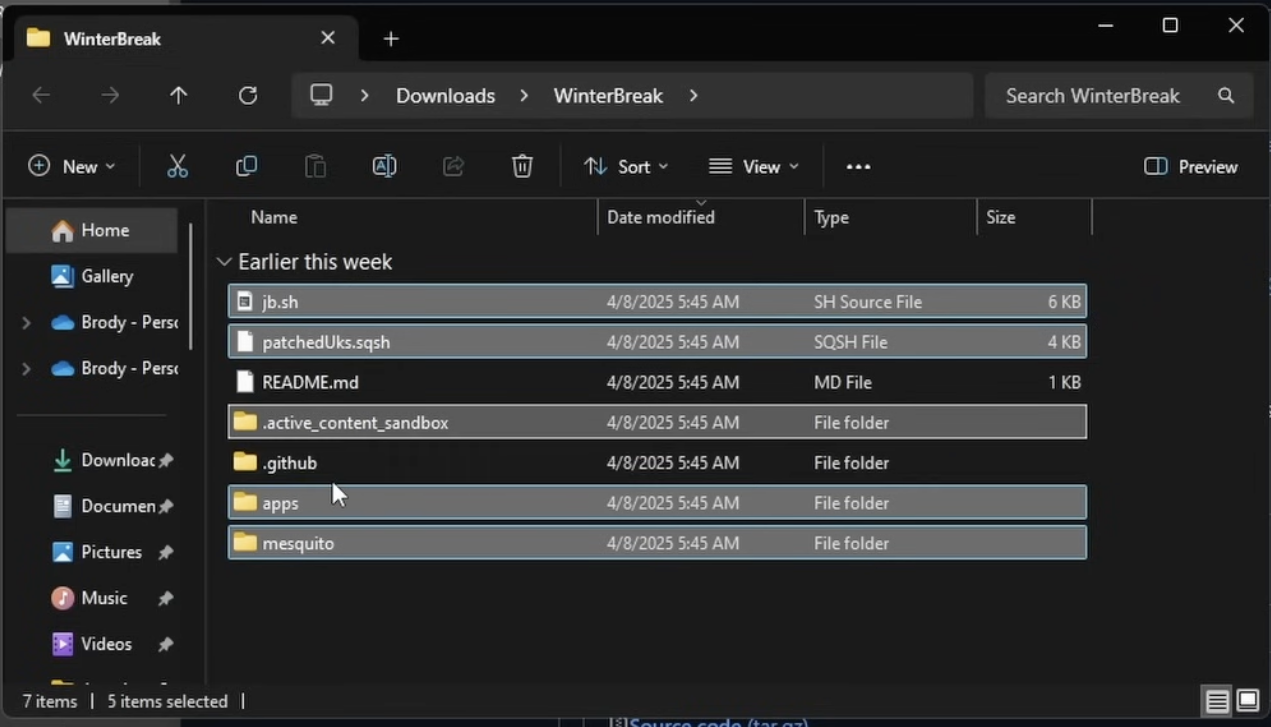 WinterBreak
Downloads WinterBreak
Search WinterBreak
New
Sort
View
Preview
Name Date modified Type Size
Home
Gallery
Brody - Perso
Brody - Perso
Downloac
Documen
Pictures
Music
Videos
Earlier this week
jb.sh 4/8/2025 5:45 AM SH Source File 6 KB
patchedUks.sqsh 4/8/2025 5:45 AM SQSH File 4 KB
README.md 4/8/2025 5:45 AM MD File 1 KB
.active_content_sandbox 4/8/2025 5:45 AM File folder
.github 4/8/2025 5:45 AM File folder
apps 4/8/2025 5:45 AM File folder
mesquito 4/8/2025 5:45 AM File folder
7 items | 5 items selected |
Source code (tar.gz)